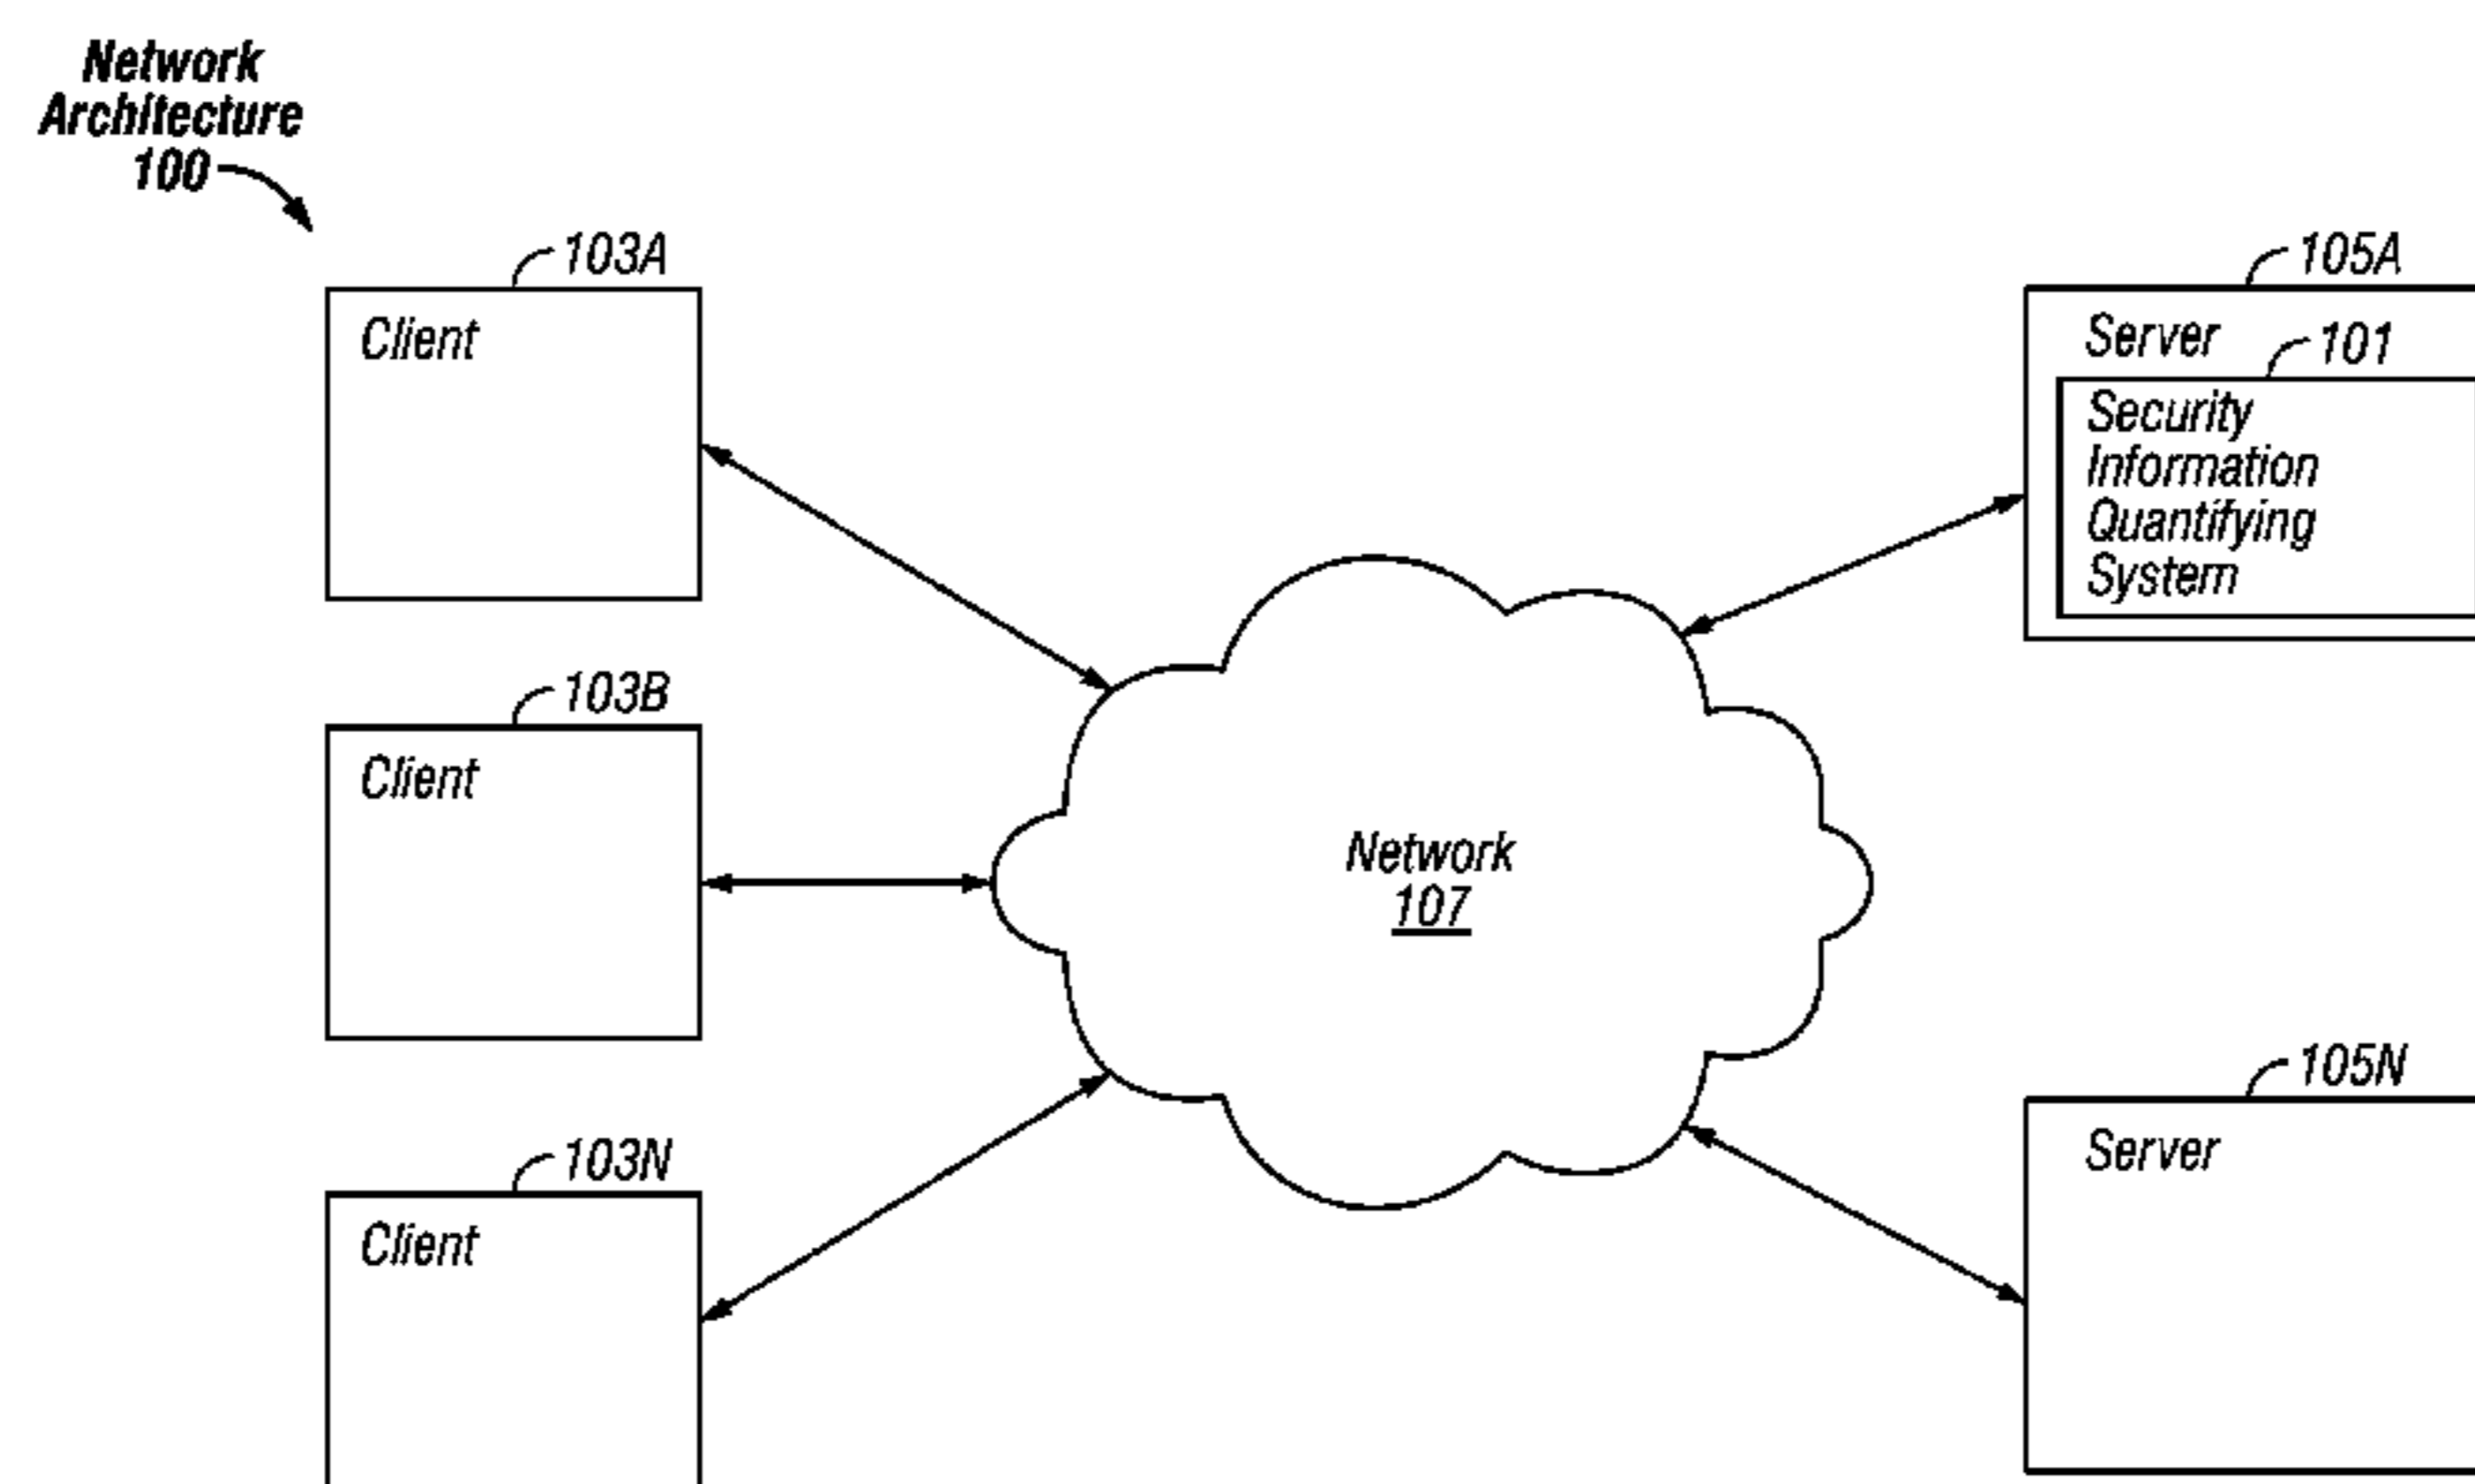 Network
Architecture
100
103A
Client
105A
Server
101
Security
Information
Quantifying
System
103B
Client
Network
107
103N
Client
105N
Server